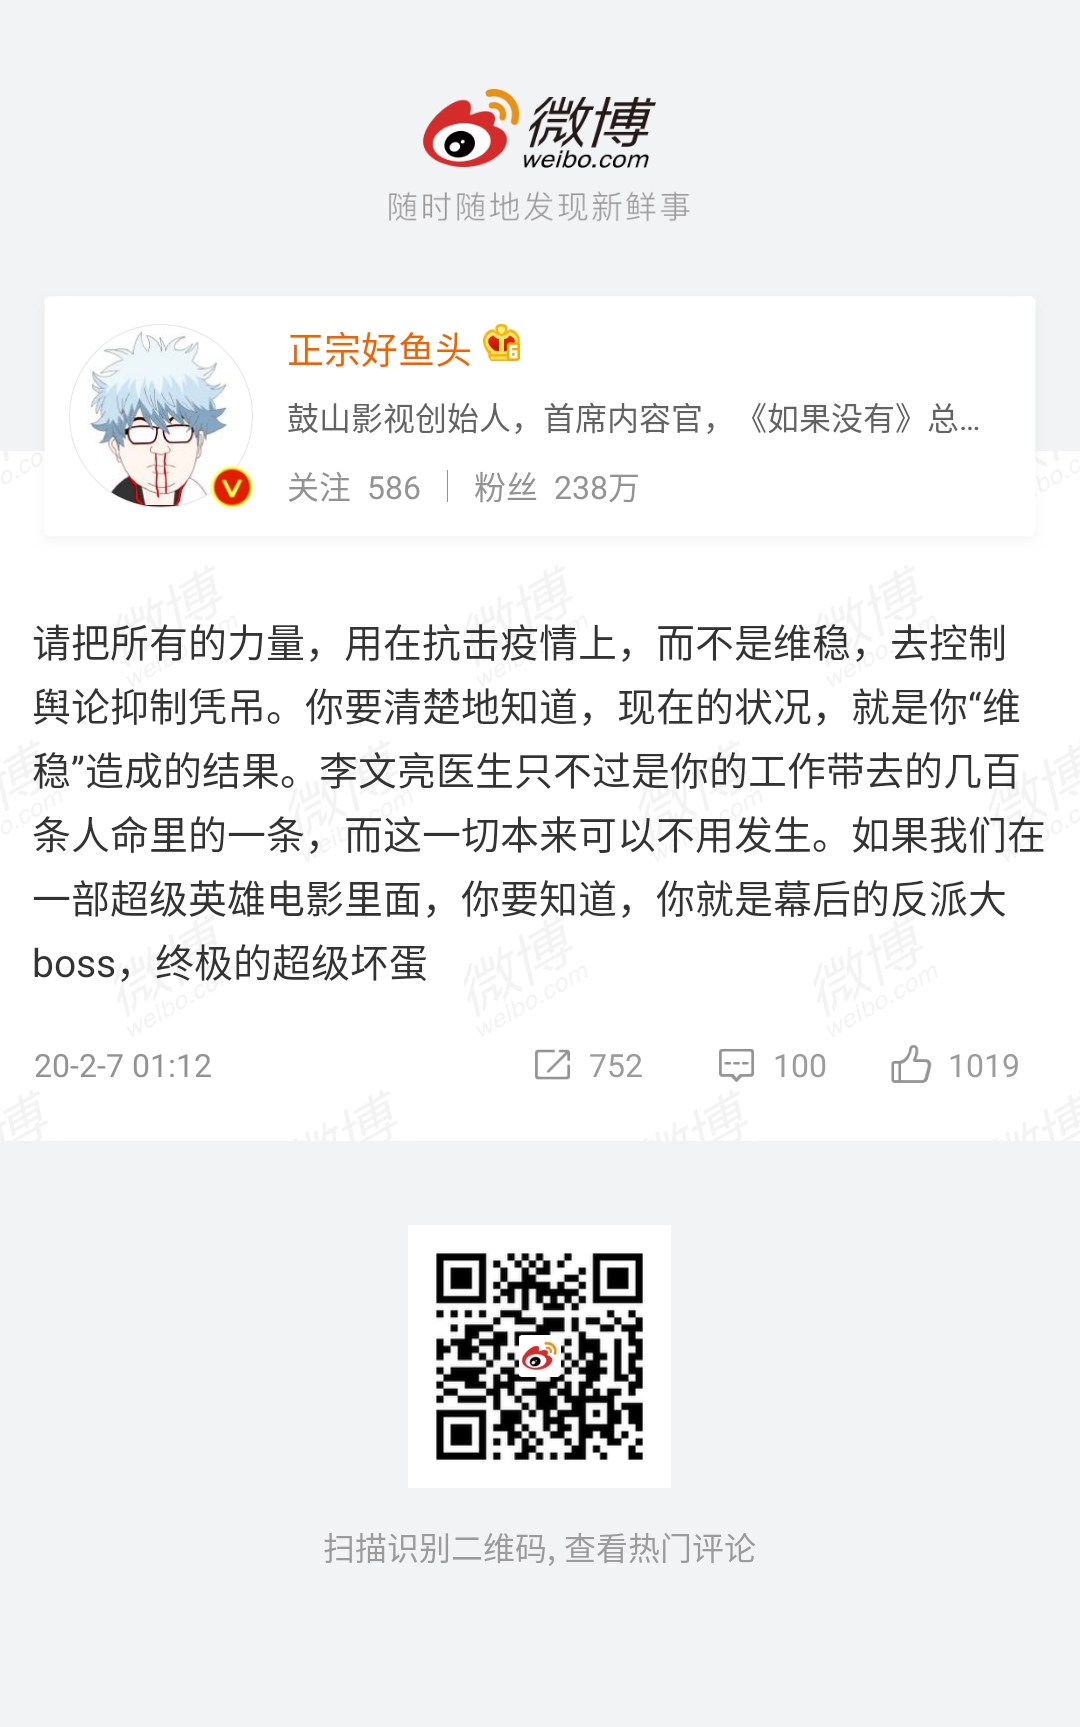 微博
weibo.com
随时随地发现新鲜事
正宗好鱼头
6
鼓山影视创始人，首席内容官，《如果没有》总...
关注 586 | 粉丝 238万
请把所有的力量，用在抗击疫情上，而不是维稳，去控制
舆论抑制凭吊。你要清楚地知道，现在的状况，就是你“维
稳”造成的结果。李文亮医生只不过是你的工作带去的几百
条人命里的一条，而这一切本来可以不用发生。如果我们在
一部超级英雄电影里面，你要知道，你就是幕后的反派大
boss，终极的超级坏蛋
20-2-7 01:12 752 100 1019
扫描识别二维码, 查看热门评论